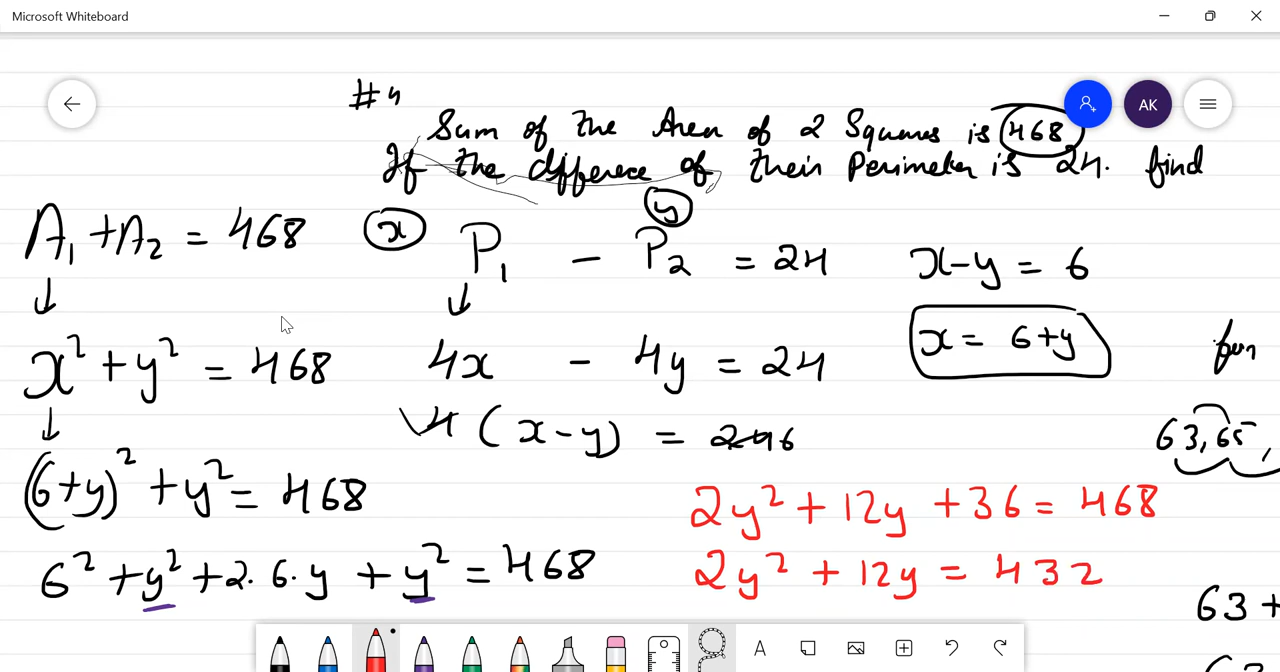 Microsoft Whiteboard
#4
Sum of the Area of 2 Squares is 468
If the difference of their Perimeter is 24. find
AK
A₁ + A₂ = 468
x
y
P₁ - P₂ = 24
x - y = 6
x² + y² = 468
4x - 4y = 24
x = 6 + y
4 (x - y) = 24 6
63, 65,
(6 + y)² + y² = 468
2y² + 12y + 36 = 468
6² + y² + 2 · 6 · y + y² = 468
2y² + 12y = 432
63 +
A